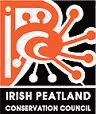 IRISH PEATLAND
CONSERVATION COUNCIL